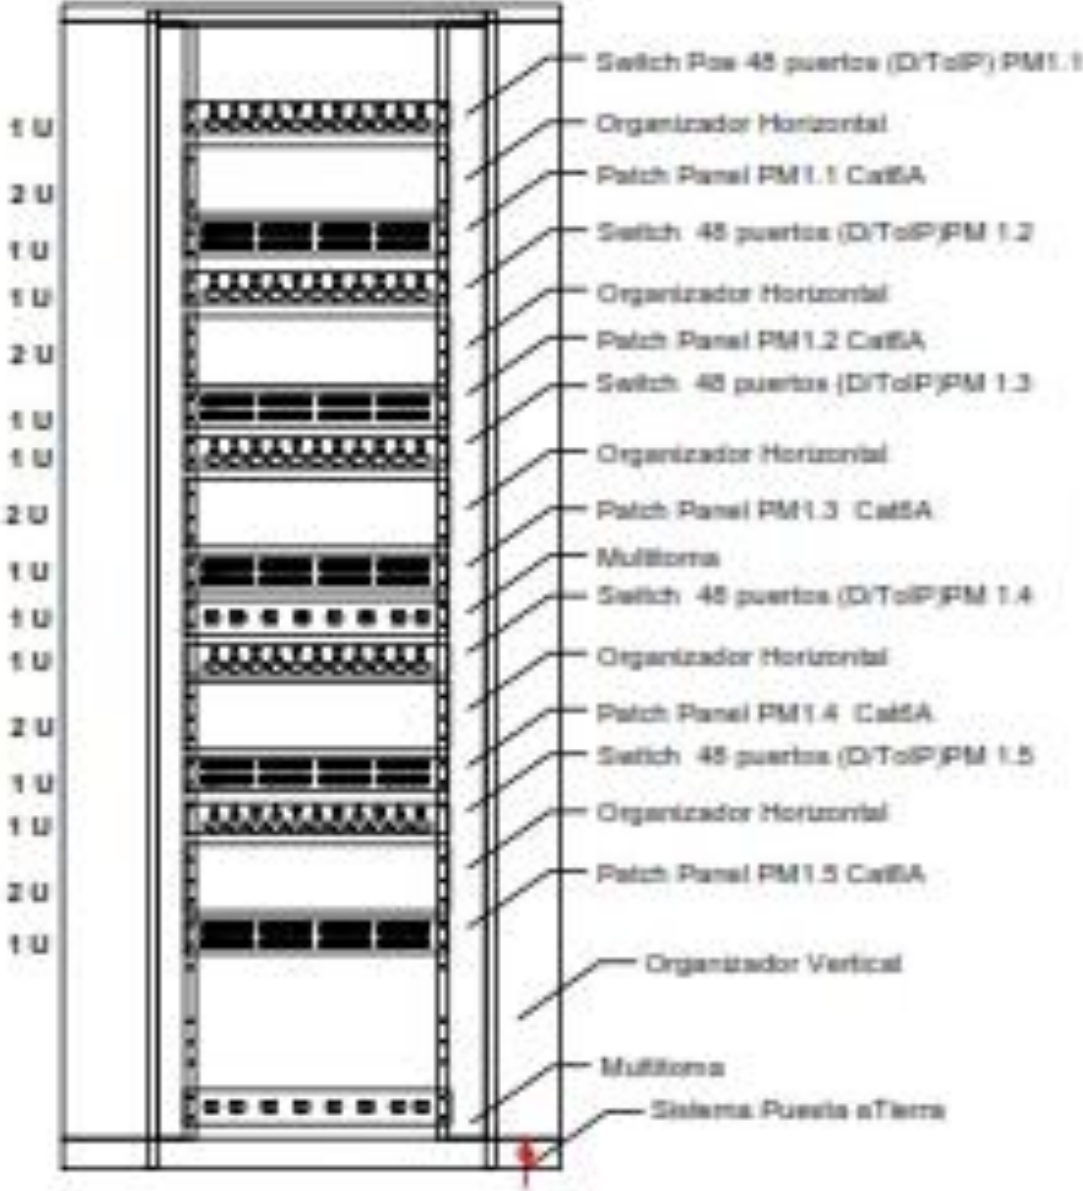 Switch Poe 48 puertos (D/ToIP) PM1.1
1 U
Organizador Horizontal
Patch Panel PM1.1 Cat6A
2 U
Switch 48 puertos (D/ToIP)PM 1.2
1 U
1 U
Organizador Horizontal
Patch Panel PM1.2 Cat6A
2 U
Switch 48 puertos (D/ToIP)PM 1.3
1 U
Organizador Horizontal
1 U
Patch Panel PM1.3 Cat6A
2 U
Multitoma
1 U
Switch 48 puertos (D/ToIP)PM 1.4
1 U
Organizador Horizontal
1 U
Patch Panel PM1.4 Cat6A
2 U
Switch 48 puertos (D/ToIP)PM 1.5
1 U
Organizador Horizontal
1 U
Patch Panel PM1.5 Cat6A
2 U
1 U
Organizador Vertical
Multitoma
Sistema Puesta aTierra